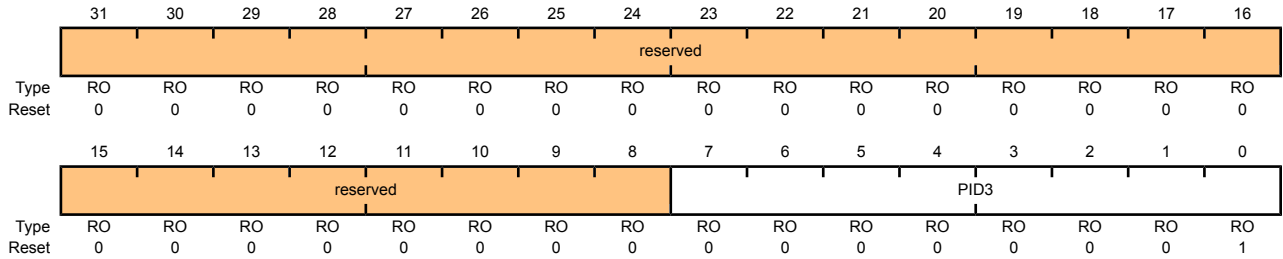 31 30 29 28 27 26 25 24 23 22 21 20 19 18 17 16
reserved
Type RO RO RO RO RO RO RO RO RO RO RO RO RO RO RO RO
Reset 0 0 0 0 0 0 0 0 0 0 0 0 0 0 0 0
15 14 13 12 11 10 9 8 7 6 5 4 3 2 1 0
reserved PID3
Type RO RO RO RO RO RO RO RO RO RO RO RO RO RO RO RO
Reset 0 0 0 0 0 0 0 0 0 0 0 0 0 0 0 1